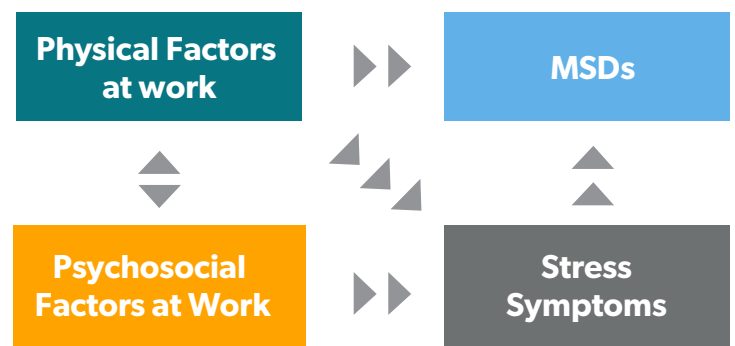 Physical Factors
at work
MSDs
Psychosocial
Factors at Work
Stress
Symptoms